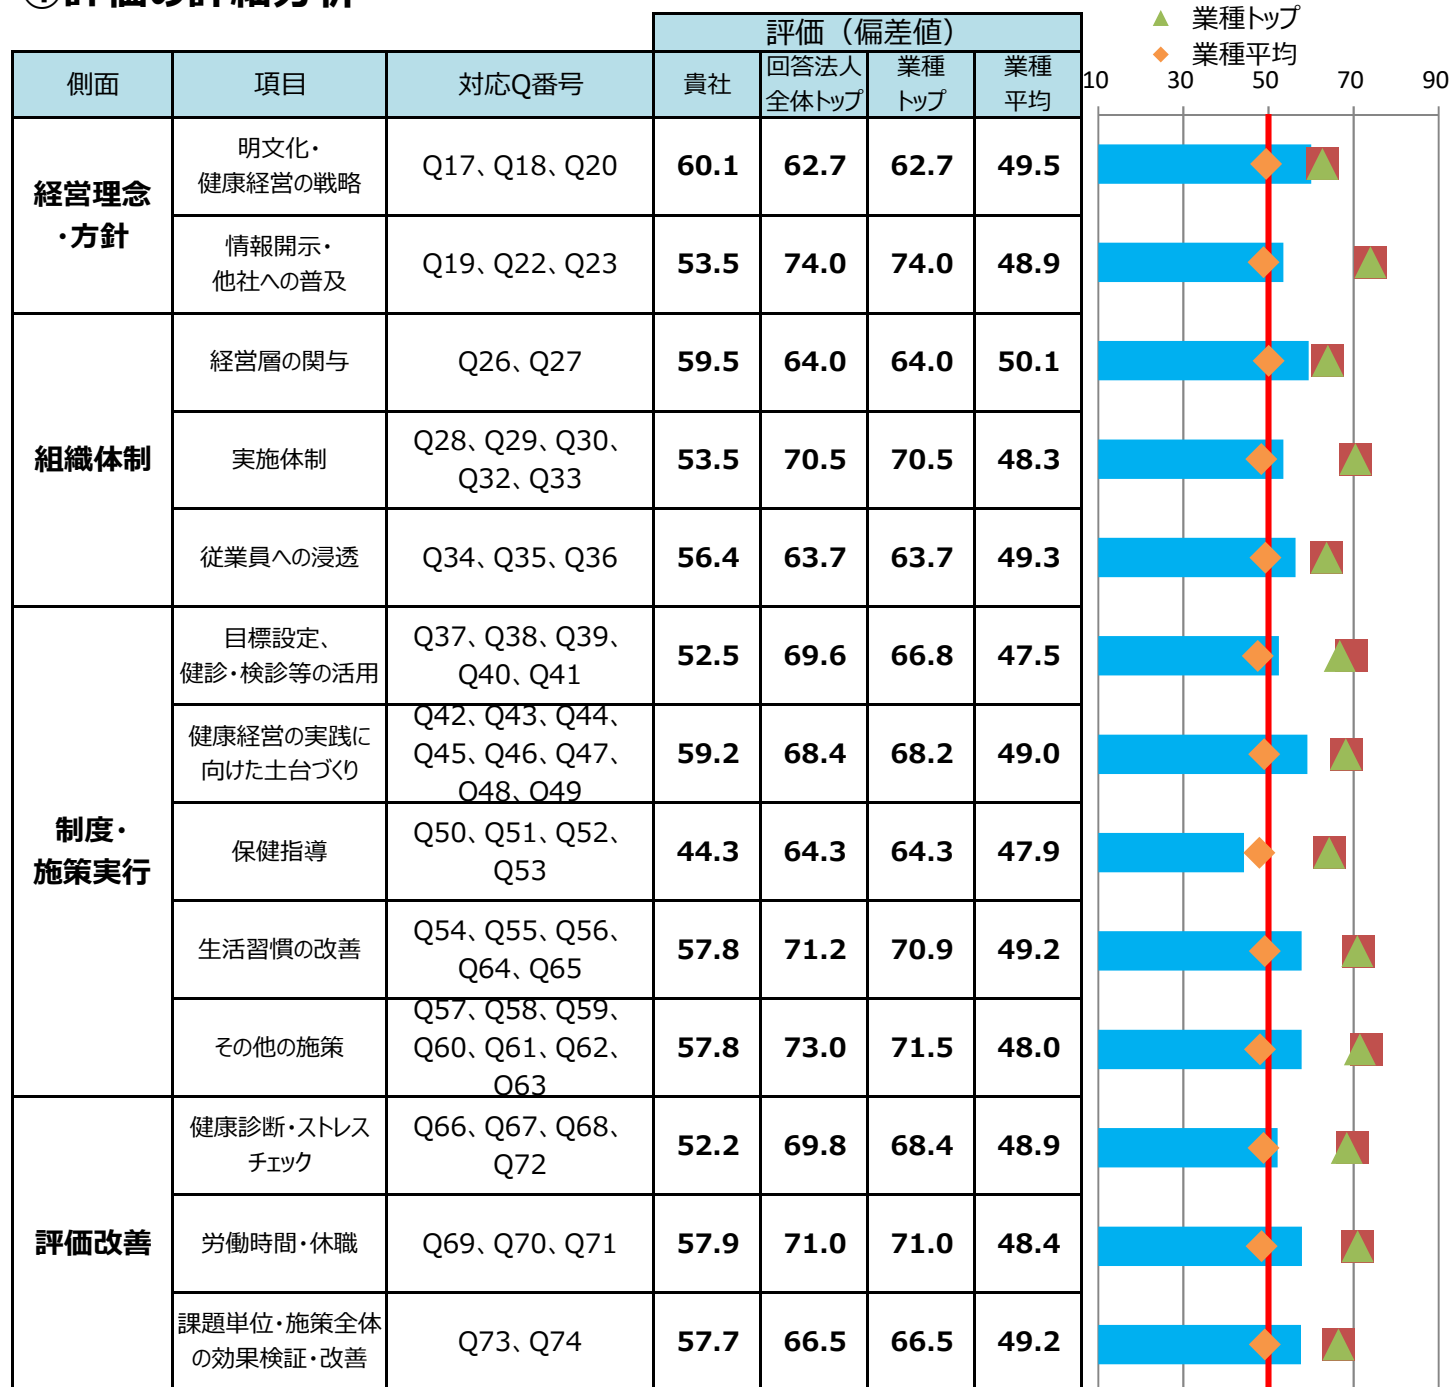 ④評価の詳細分析
▲ 業種トップ
◆ 業種平均
評価（偏差値）
側面 項目 対応Q番号 貴社 回答法人 業種 業種
全体トップ トップ 平均
10 30 50 70 90
経営理念
・方針
明文化・
健康経営の戦略
Q17、Q18、Q20 60.1 62.7 62.7 49.5
情報開示・
他社への普及
Q19、Q22、Q23 53.5 74.0 74.0 48.9
組織体制
経営層の関与 Q26、Q27 59.5 64.0 64.0 50.1
実施体制
Q28、Q29、Q30、
Q32、Q33
53.5 70.5 70.5 48.3
従業員への浸透 Q34、Q35、Q36 56.4 63.7 63.7 49.3
制度・
施策実行
目標設定、
健診・検診等の活用
Q37、Q38、Q39、
Q40、Q41
52.5 69.6 66.8 47.5
健康経営の実践に
向けた土台づくり
Q42、Q43、Q44、
Q45、Q46、Q47、
Q48、Q49
59.2 68.4 68.2 49.0
保健指導
Q50、Q51、Q52、
Q53
44.3 64.3 64.3 47.9
生活習慣の改善
Q54、Q55、Q56、
Q64、Q65
57.8 71.2 70.9 49.2
その他の施策
Q57、Q58、Q59、
Q60、Q61、Q62、
Q63
57.8 73.0 71.5 48.0
評価改善
健康診断・ストレス
チェック
Q66、Q67、Q68、
Q72
52.2 69.8 68.4 48.9
労働時間・休職 Q69、Q70、Q71 57.9 71.0 71.0 48.4
課題単位・施策全体
の効果検証・改善
Q73、Q74 57.7 66.5 66.5 49.2